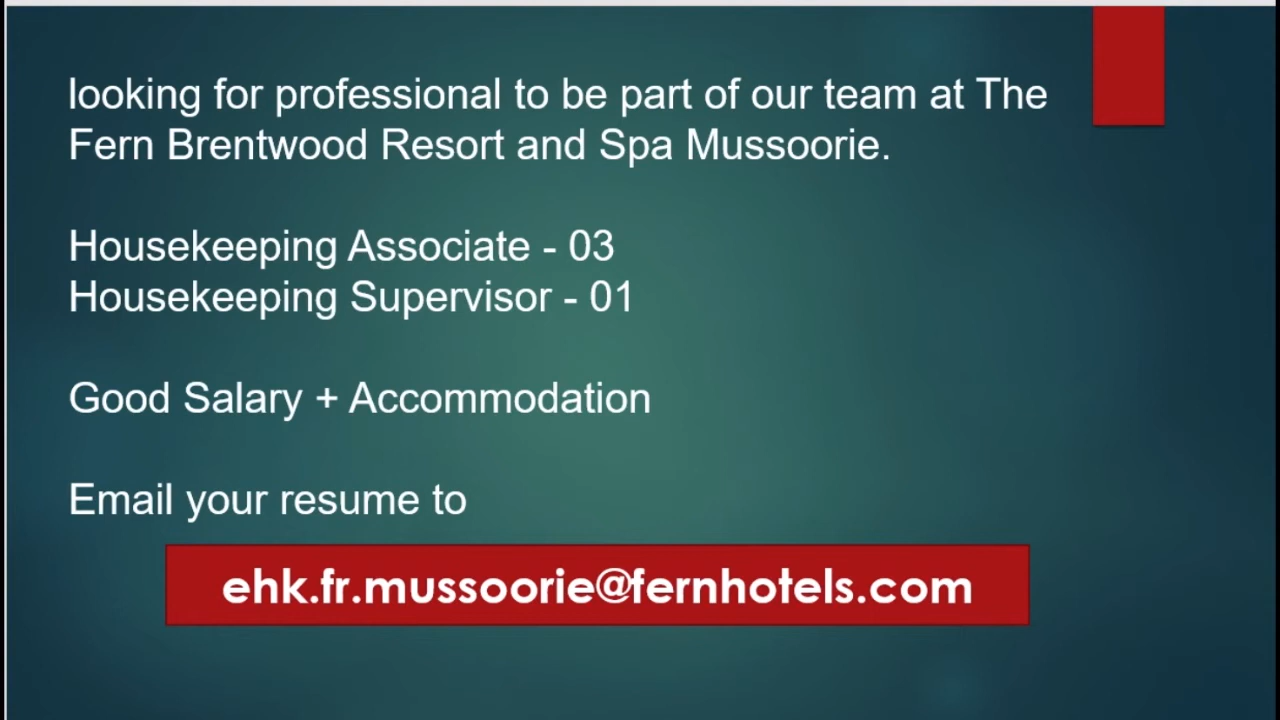 looking for professional to be part of our team at The
Fern Brentwood Resort and Spa Mussoorie.
Housekeeping Associate - 03
Housekeeping Supervisor - 01
Good Salary + Accommodation
Email your resume to
ehk.fr.mussoorie@fernhotels.com